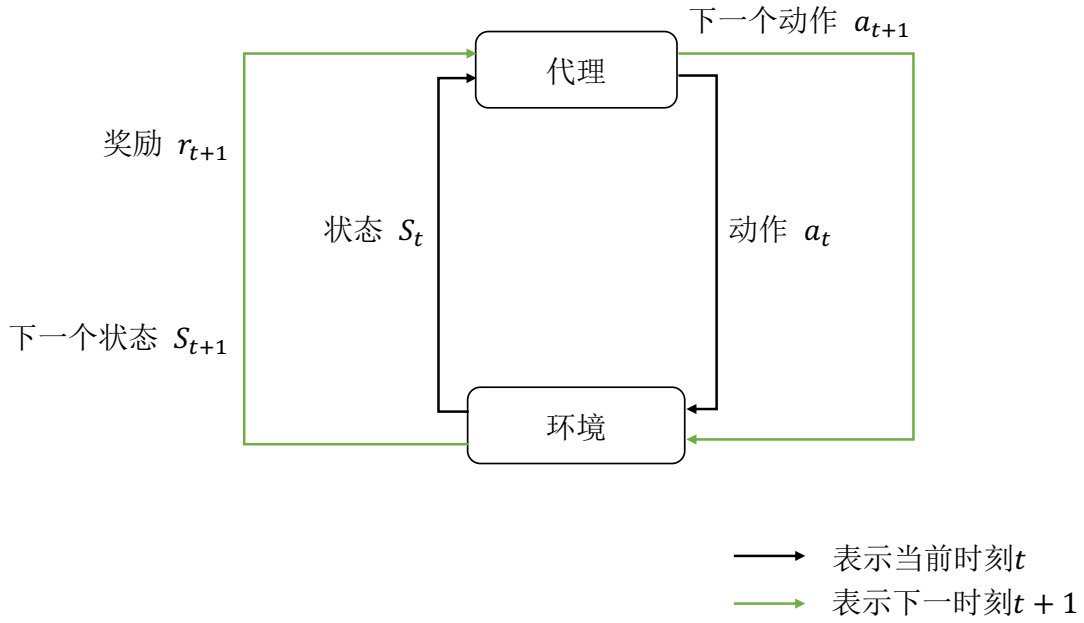 下一个动作 a_{t+1}
代理
奖励 r_{t+1}
状态 S_t
动作 a_t
下一个状态 S_{t+1}
环境
表示当前时刻t
表示下一时刻t + 1